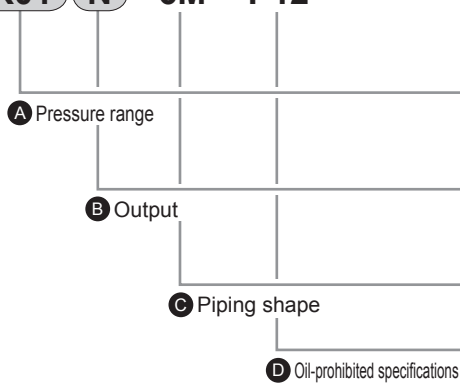 A Pressure range
B Output
C Piping shape
D Oil-prohibited specifications